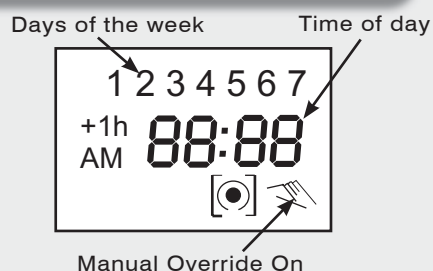 Days of the week
Time of day
1 2 3 4 5 6 7
+1h
88:88
AM
Manual Override On